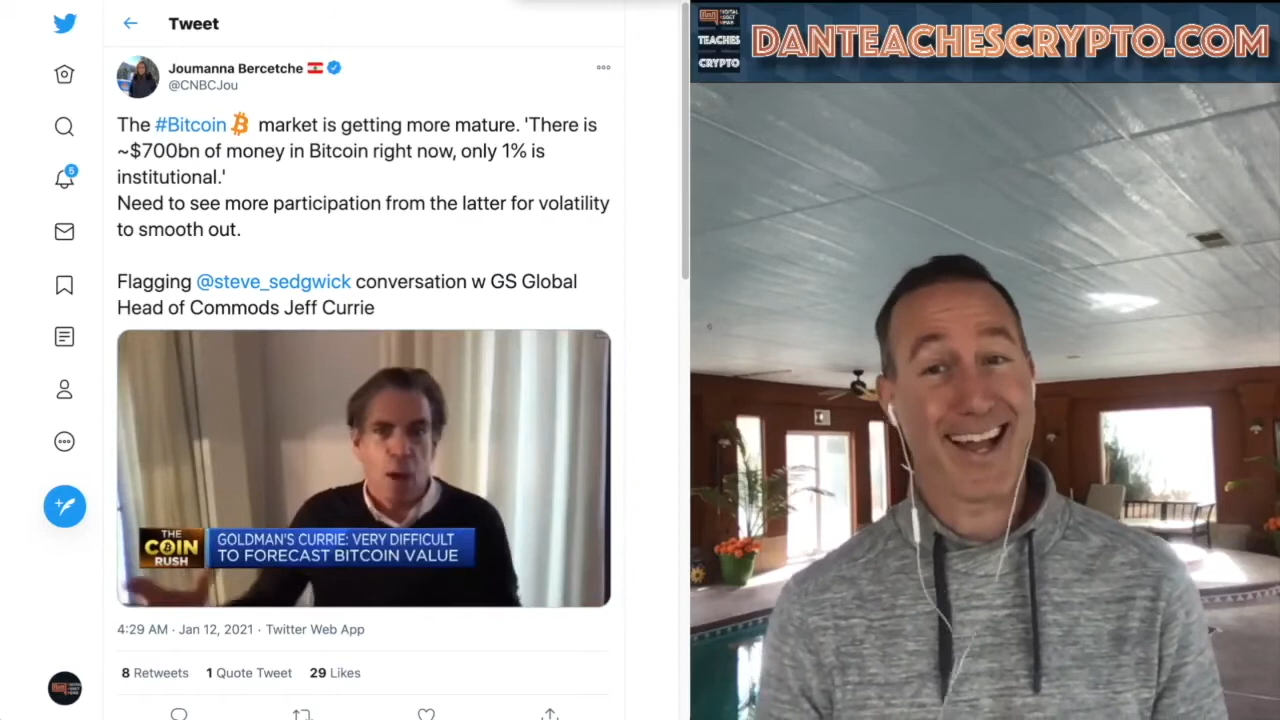 Tweet
Joumanna Bercetche
@CNBCJou
The #Bitcoin market is getting more mature. 'There is
~$700bn of money in Bitcoin right now, only 1% is
institutional.'
Need to see more participation from the latter for volatility
to smooth out.
Flagging @steve_sedgwick conversation w GS Global
Head of Commods Jeff Currie
THE
COIN
RUSH
GOLDMAN'S CURRIE: VERY DIFFICULT
TO FORECAST BITCOIN VALUE
4:29 AM · Jan 12, 2021 · Twitter Web App
8 Retweets 1 Quote Tweet 29 Likes
5
DIGITAL
ASSET
NEWS
TEACHES
CRYPTO
DANTEACHESCRYPTO.COM